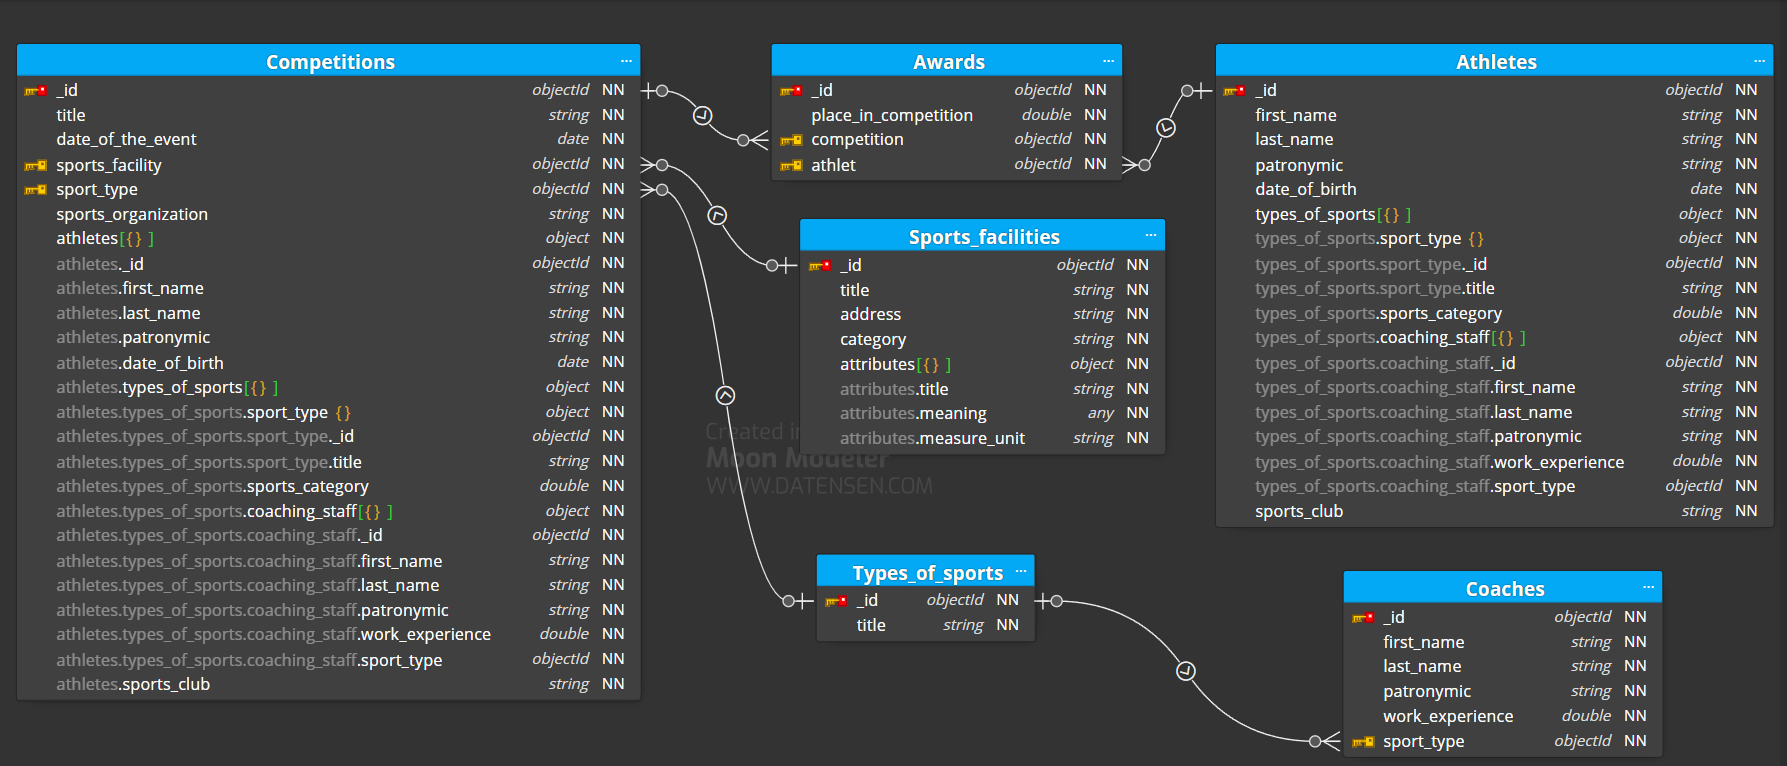 Competitions ...
_id objectId NN
title string NN
date_of_the_event date NN
sports_facility objectId NN
sport_type objectId NN
sports_organization string NN
athletes[{} ] object NN
athletes._id objectId NN
athletes.first_name string NN
athletes.last_name string NN
athletes.patronymic string NN
athletes.date_of_birth date NN
athletes.types_of_sports[{} ] object NN
athletes.types_of_sports.sport_type {} object NN
athletes.types_of_sports.sport_type._id objectId NN
athletes.types_of_sports.sport_type.title string NN
athletes.types_of_sports.sports_category double NN
athletes.types_of_sports.coaching_staff[{} ] object NN
athletes.types_of_sports.coaching_staff._id objectId NN
athletes.types_of_sports.coaching_staff.first_name string NN
athletes.types_of_sports.coaching_staff.last_name string NN
athletes.types_of_sports.coaching_staff.patronymic string NN
athletes.types_of_sports.coaching_staff.work_experience double NN
athletes.types_of_sports.coaching_staff.sport_type objectId NN
athletes.sports_club string NN
Awards ...
_id objectId NN
place_in_competition double NN
competition objectId NN
athlet objectId NN
Sports_facilities ...
_id objectId NN
title string NN
address string NN
category string NN
attributes[{} ] object NN
attributes.title string NN
attributes.meaning any NN
attributes.measure_unit string NN
Created in
Moon Modeler
WWW.DATENSEN.COM
Types_of_sports ...
_id objectId NN
title string NN
Athletes ...
_id objectId NN
first_name string NN
last_name string NN
patronymic string NN
date_of_birth date NN
types_of_sports[{} ] object NN
types_of_sports.sport_type {} object NN
types_of_sports.sport_type._id objectId NN
types_of_sports.sport_type.title string NN
types_of_sports.sports_category double NN
types_of_sports.coaching_staff[{} ] object NN
types_of_sports.coaching_staff._id objectId NN
types_of_sports.coaching_staff.first_name string NN
types_of_sports.coaching_staff.last_name string NN
types_of_sports.coaching_staff.patronymic string NN
types_of_sports.coaching_staff.work_experience double NN
types_of_sports.coaching_staff.sport_type objectId NN
sports_club string NN
Coaches ...
_id objectId NN
first_name string NN
last_name string NN
patronymic string NN
work_experience double NN
sport_type objectId NN